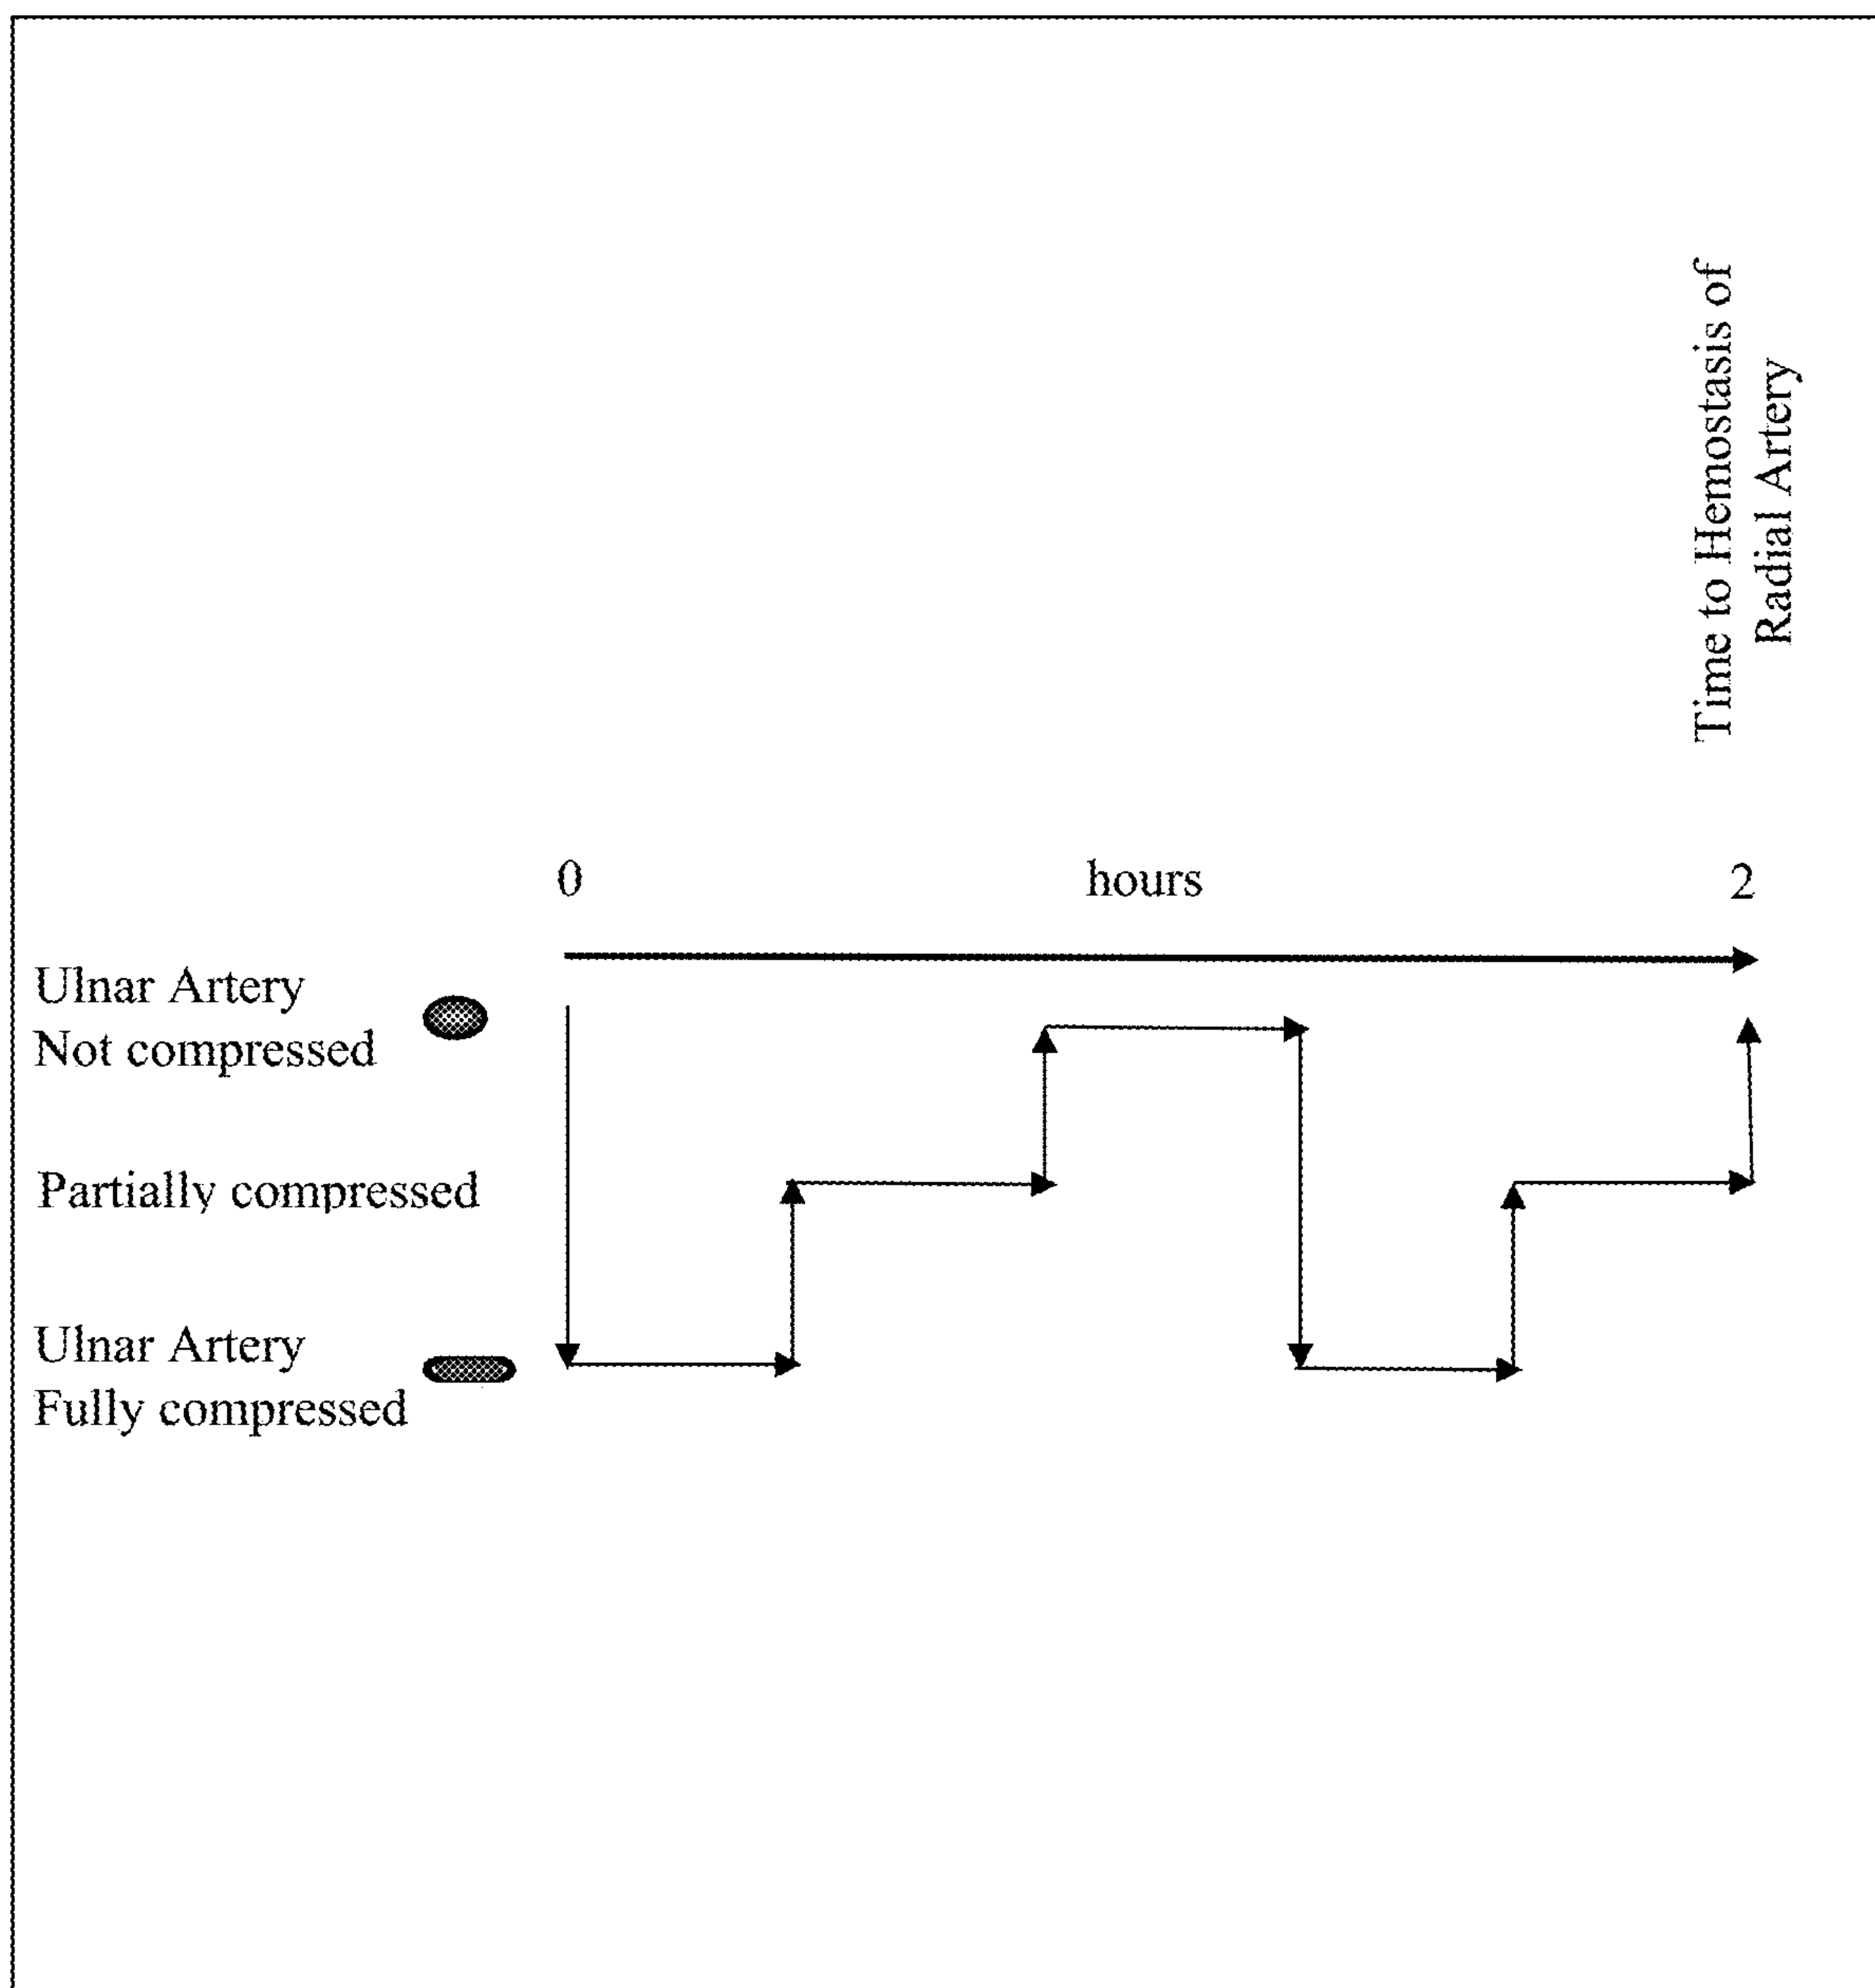 Time to Hemostasis of
Radial Artery
0 hours 2
Ulnar Artery
Not compressed
Partially compressed
Ulnar Artery
Fully compressed